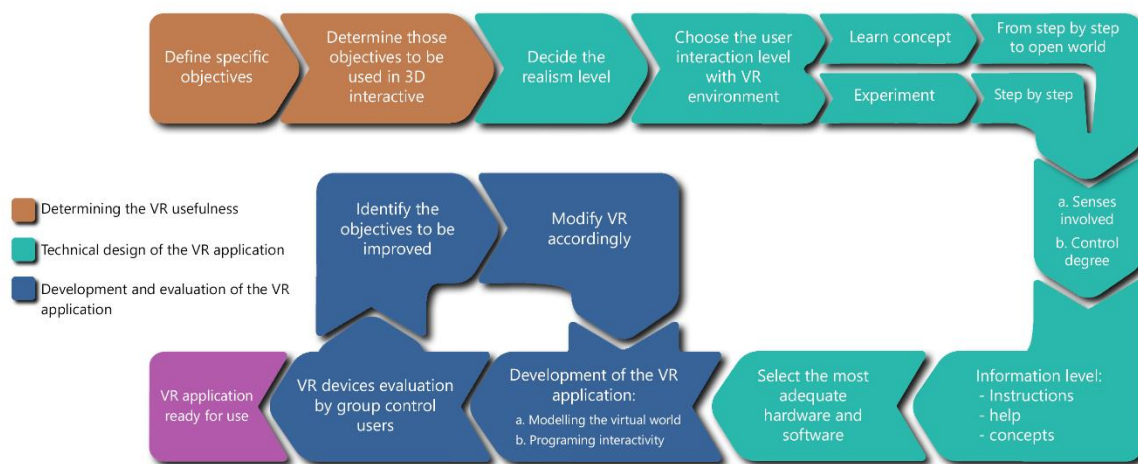 Define specific
objectives
Determine those
objectives to be
used in 3D
interactive
Decide the
realism level
Choose the user
interaction level
with VR
environment
Learn concept
From step by step
to open world
Experiment
Step by step
a. Senses
involved
b. Control
degree
Information level:
- Instructions
- help
- concepts
Select the most
adequate
hardware and
software
Development of the VR
application:
a. Modelling the virtual world
b. Programing interactivity
VR devices evaluation
by group control
users
Identify the
objectives to be
improved
Modify VR
accordingly
VR application
ready for use
Determining the VR usefulness
Technical design of the VR application
Development and evaluation of the VR
application